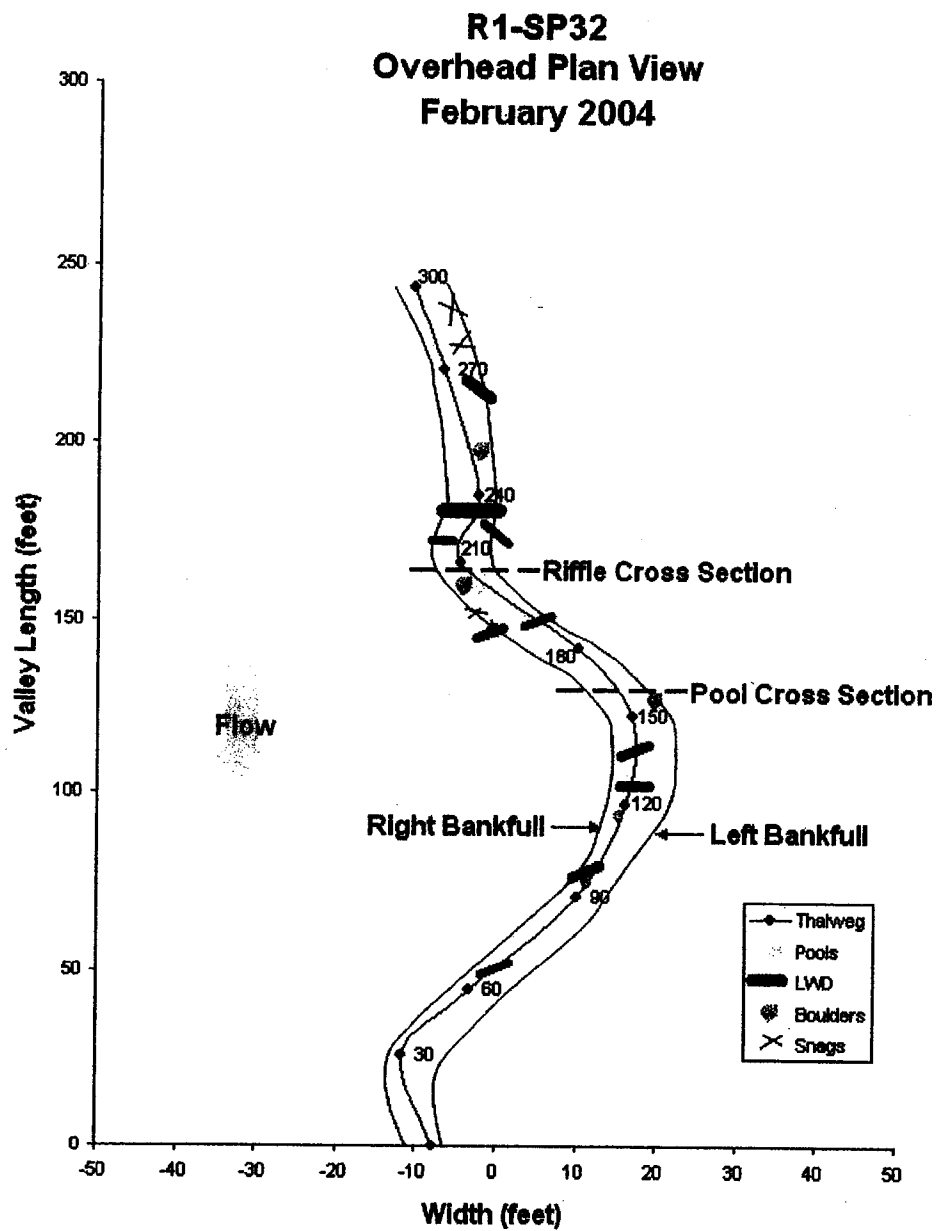 R1-SP32
Overhead Plan View
February 2004
300
250
200
150
100
50
0
Valley Length (feet)
300
270
240
210
Riffle Cross Section
180
Pool Cross Section
150
Flow
120
Right Bankfull
Left Bankfull
90
60
30
Thalweg
Pools
LWD
Boulders
Snags
-50 -40 -30 -20 -10 0 10 20 30 40 50
Width (feet)